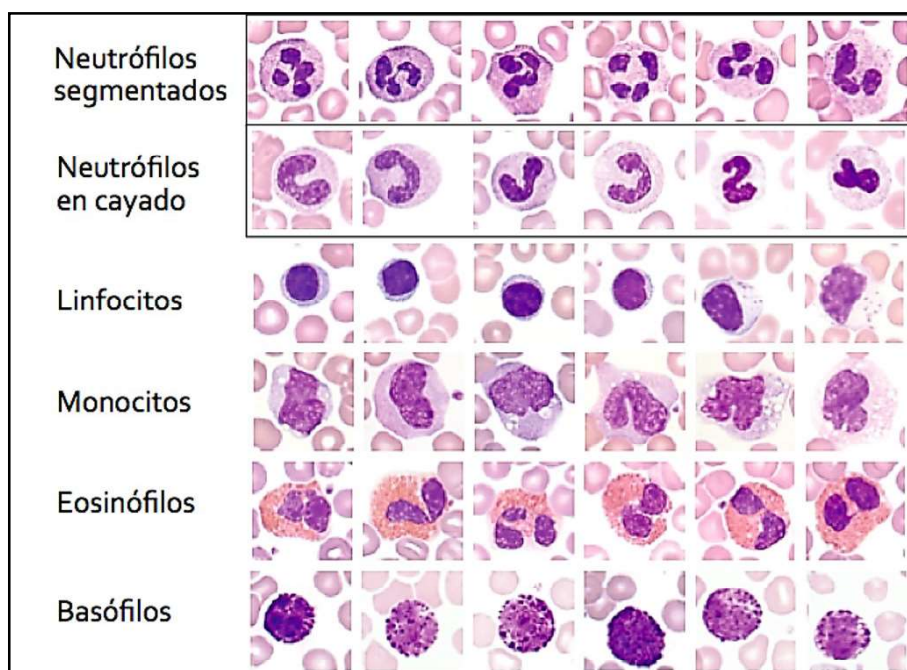 Neutrófilos
segmentados
Neutrófilos
en cayado
Linfocitos
Monocitos
Eosinófilos
Basófilos